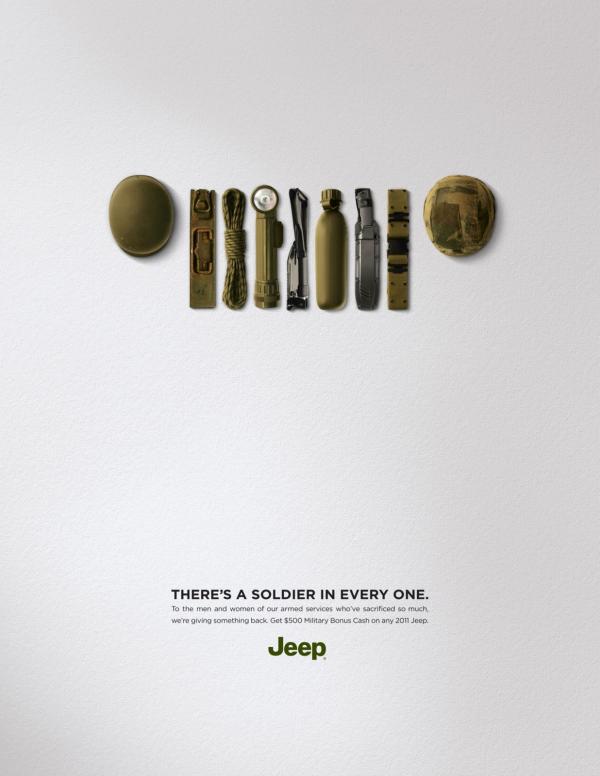 THERE'S A SOLDIER IN EVERY ONE.
To the men and women of our armed services who've sacrificed so much,
we're giving something back. Get $500 Military Bonus Cash on any 2011 Jeep.
Jeep